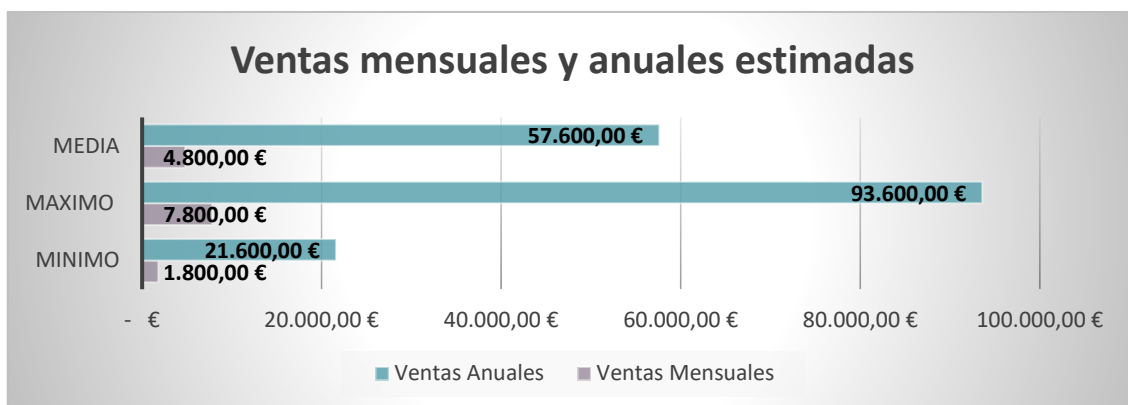 Ventas mensuales y anuales estimadas
MEDIA
57.600,00 €
4.800,00 €
MAXIMO
93.600,00 €
7.800,00 €
MINIMO
21.600,00 €
1.800,00 €
- €
20.000,00 €
40.000,00 €
60.000,00 €
80.000,00 €
100.000,00 €
Ventas Anuales
Ventas Mensuales